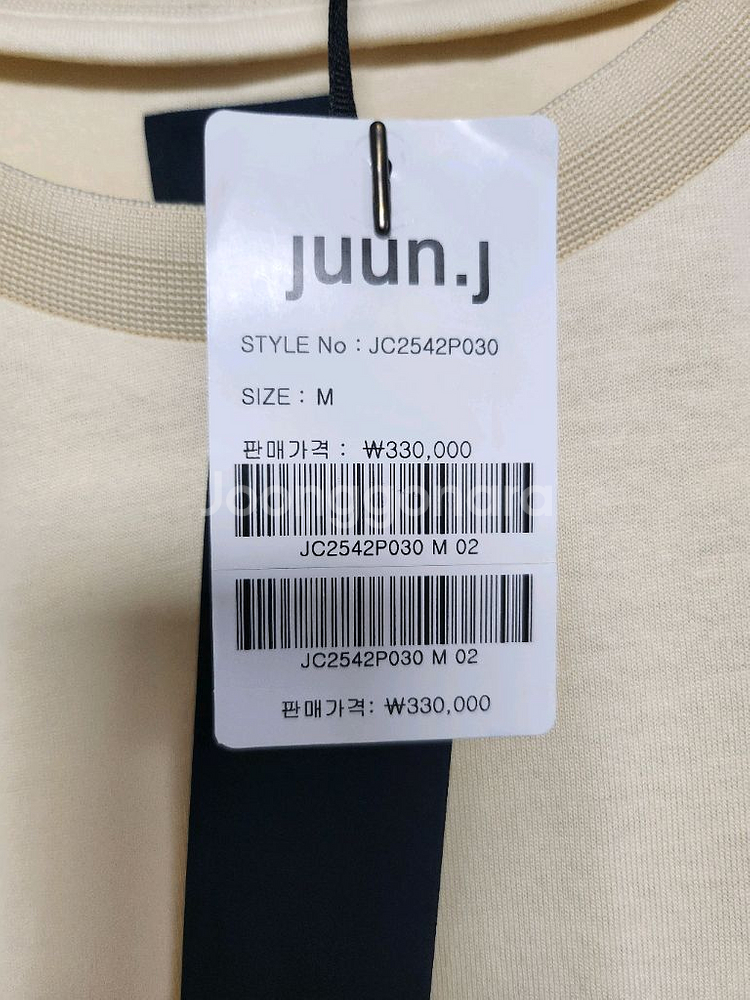 juun.j
STYLE No : JC2542P030
SIZE : M
판매가격 : ₩330,000
Joonggonara
JC2542P030 M 02
JC2542P030 M 02
판매가격: ₩330,000